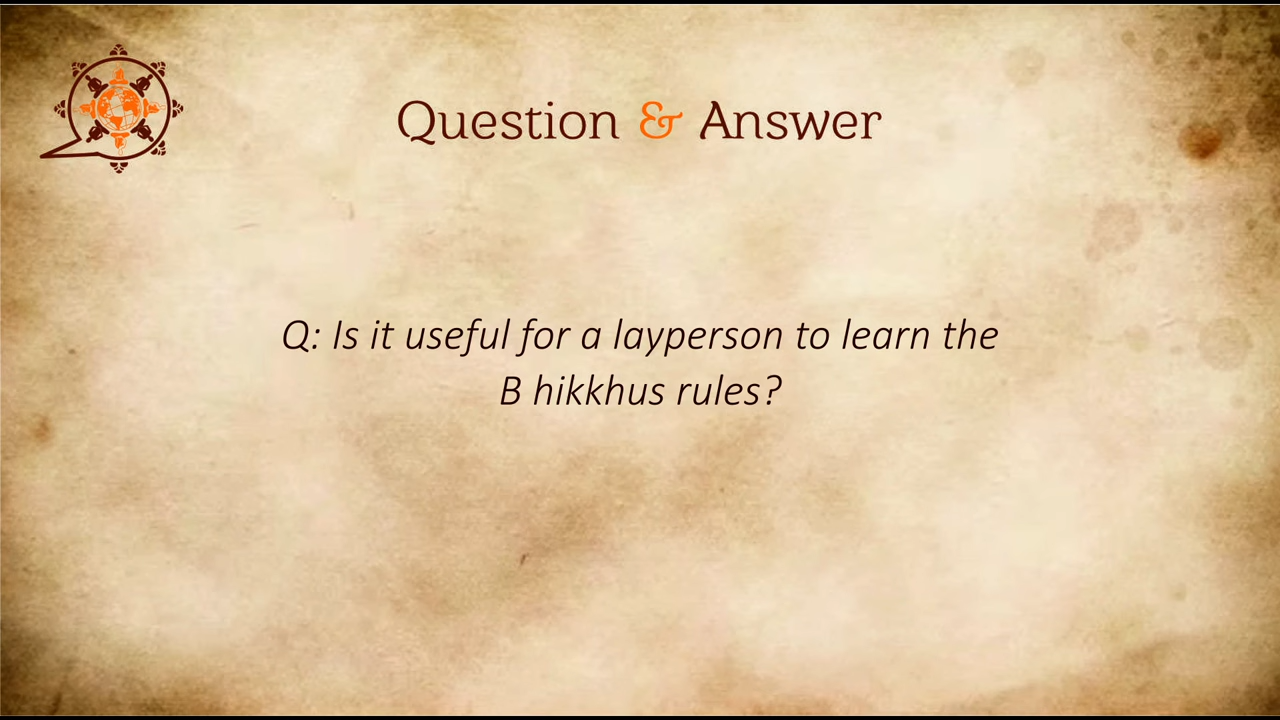 Question & Answer
Q: Is it useful for a layperson to learn the
B hikkhus rules?